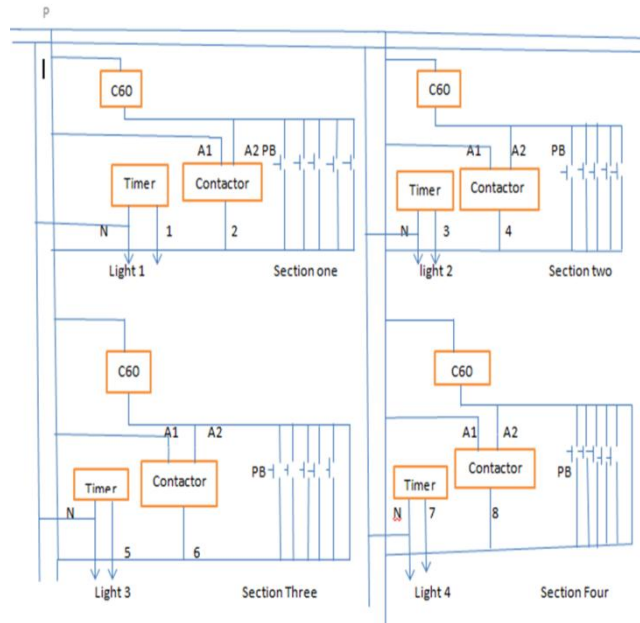 P
C60
C60
A1 A2 PB
A1 A2 PB
Timer Contactor
Timer Contactor
N 1 2
N 3 4
Light 1 Section one
light 2 Section two
C60
C60
A1 A2
A1 A2
Timer Contactor PB
Timer Contactor PB
N
N 7 8
5 6
Light 3 Section Three
Light 4 Section Four